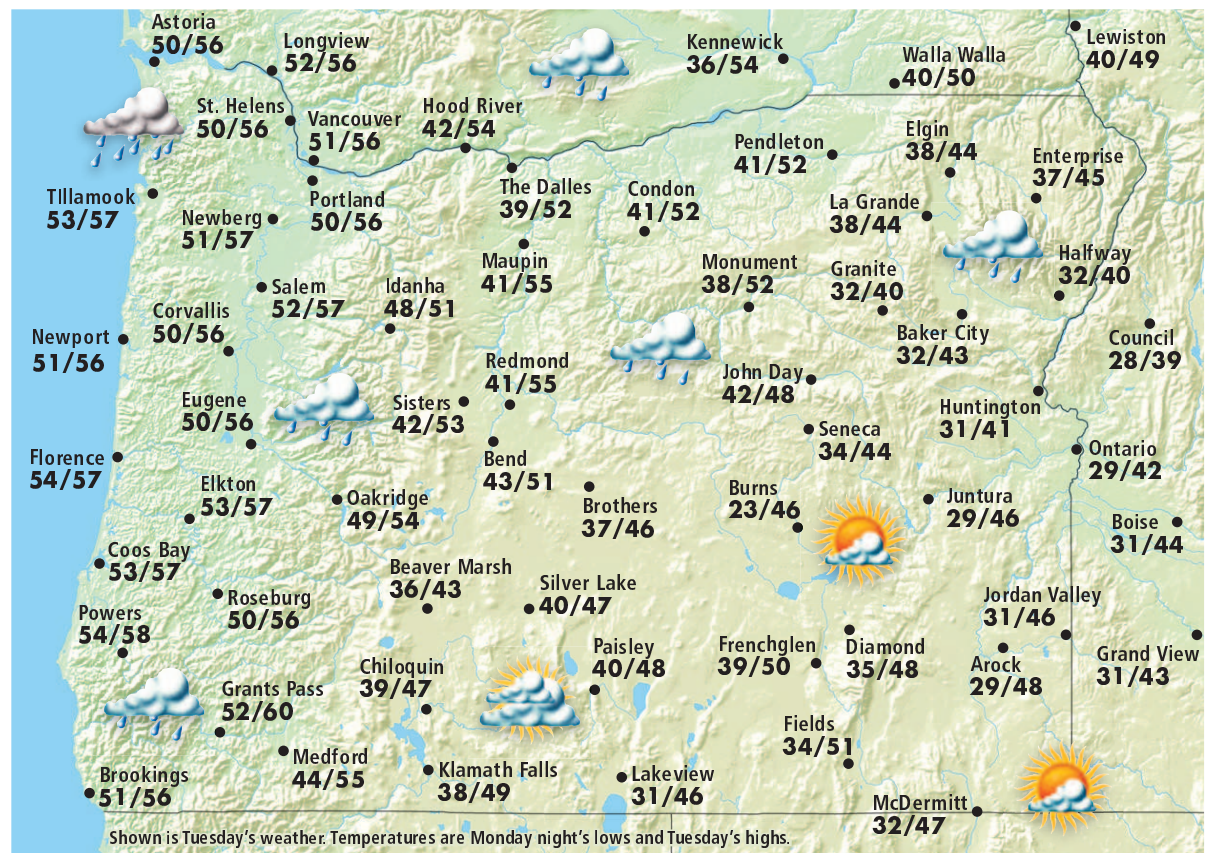 Astoria
50/56
Longview
52/56
Kennewick
36/54
Walla Walla
40/50
Lewiston
40/49
St. Helens
50/56
Vancouver
51/56
Hood River
42/54
Pendleton
41/52
Elgin
38/44
Enterprise
37/45
TIllamook
53/57
Newberg
51/57
Portland
50/56
The Dalles
39/52
Condon
41/52
La Grande
38/44
Maupin
41/55
Monument
38/52
Granite
32/40
Halfway
32/40
Salem
52/57
Idanha
48/51
Corvallis
50/56
Newport
51/56
Baker City
32/43
Council
28/39
Redmond
41/55
John Day
42/48
Eugene
50/56
Sisters
42/53
Huntington
31/41
Seneca
34/44
Ontario
29/42
Florence
54/57
Bend
43/51
Elkton
53/57
Oakridge
49/54
Brothers
37/46
Burns
23/46
Juntura
29/46
Boise
31/44
Coos Bay
53/57
Beaver Marsh
36/43
Silver Lake
40/47
Roseburg
50/56
Jordan Valley
31/46
Powers
54/58
Paisley
40/48
Frenchglen
39/50
Diamond
35/48
Arock
29/48
Grand View
31/43
Chiloquin
39/47
Grants Pass
52/60
Fields
34/51
Medford
44/55
Klamath Falls
38/49
Lakeview
31/46
Brookings
51/56
McDermitt
32/47
Shown is Tuesday's weather. Temperatures are Monday night's lows and Tuesday's highs.